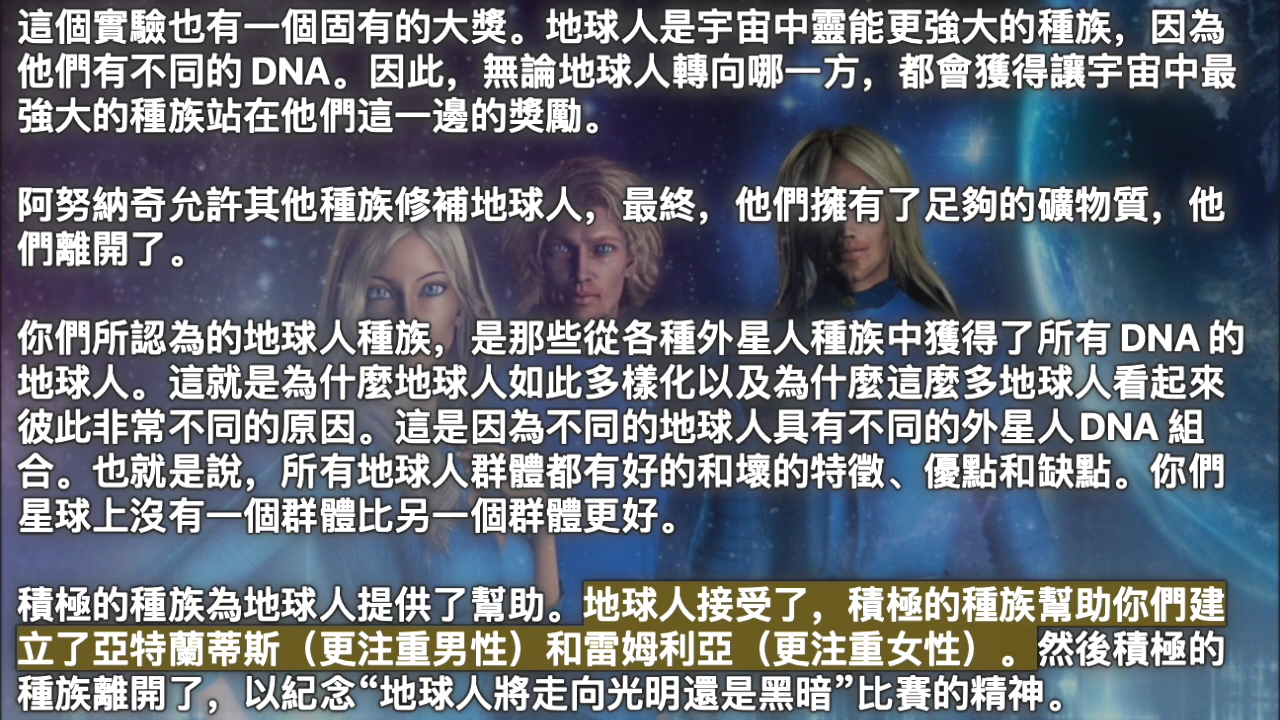 這個實驗也有一個固有的大獎。地球人是宇宙中靈能更強大的種族，因為
他們有不同的 DNA。因此，無論地球人轉向哪一方，都會獲得讓宇宙中最
強大的種族站在他們這一邊的獎勵。
阿努納奇允許其他種族修補地球人，最終，他們擁有了足夠的礦物質，他
們離開了。
你們所認為的地球人種族，是那些從各種外星人種族中獲得了所有 DNA 的
地球人。這就是為什麼地球人如此多樣化以及為什麼這麼多地球人看起來
彼此非常不同的原因。這是因為不同的地球人具有不同的外星人 DNA 組
合。也就是說，所有地球人群體都有好的和壞的特徵、優點和缺點。你們
星球上沒有一個群體比另一個群體更好。
積極的種族為地球人提供了幫助。地球人接受了，積極的種族幫助你們建
立了亞特蘭蒂斯（更注重男性）和雷姆利亞（更注重女性）。然後積極的
種族離開了，以紀念“地球人將走向光明還是黑暗”比賽的精神。